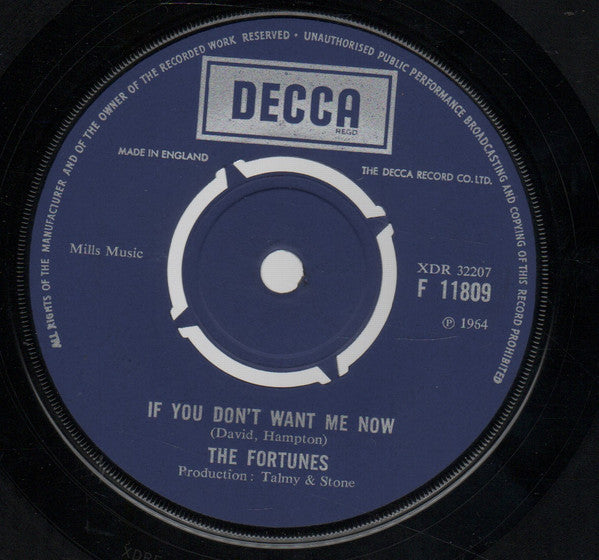 ALL RIGHTS OF THE MANUFACTURER AND OF THE OWNER OF THE RECORDED WORK RESERVED • UNAUTHORISED PUBLIC PERFORMANCE BROADCASTING AND COPYING OF THIS RECORD PROHIBITED
DECCA
REGD
MADE IN ENGLAND
THE DECCA RECORD CO. LTD.
Mills Music
XDR 32207
F 11809
℗ 1964
IF YOU DON'T WANT ME NOW
(David, Hampton)
THE FORTUNES
Production : Talmy & Stone